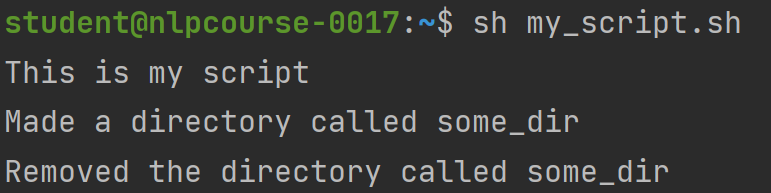 student@nlpcourse-0017:~$ sh my_script.sh
This is my script
Made a directory called some_dir
Removed the directory called some_dir